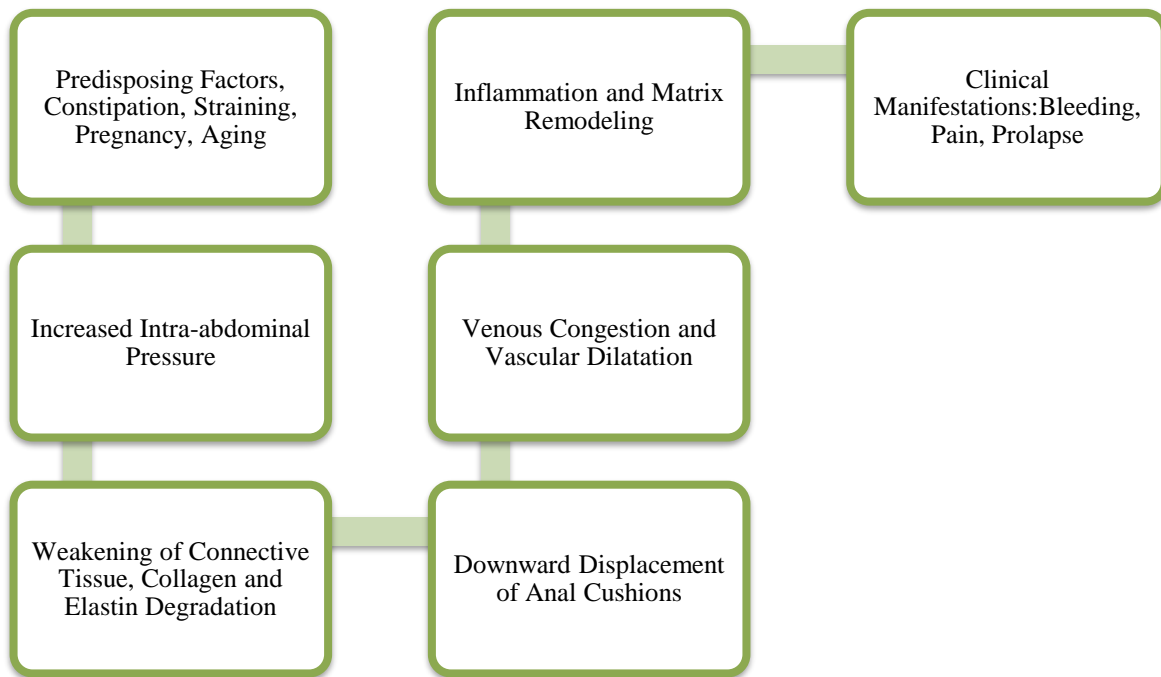 Predisposing Factors,
Constipation, Straining,
Pregnancy, Aging
Increased Intra-abdominal
Pressure
Weakening of Connective
Tissue, Collagen and
Elastin Degradation
Downward Displacement
of Anal Cushions
Venous Congestion and
Vascular Dilatation
Inflammation and Matrix
Remodeling
Clinical
Manifestations:Bleeding,
Pain, Prolapse